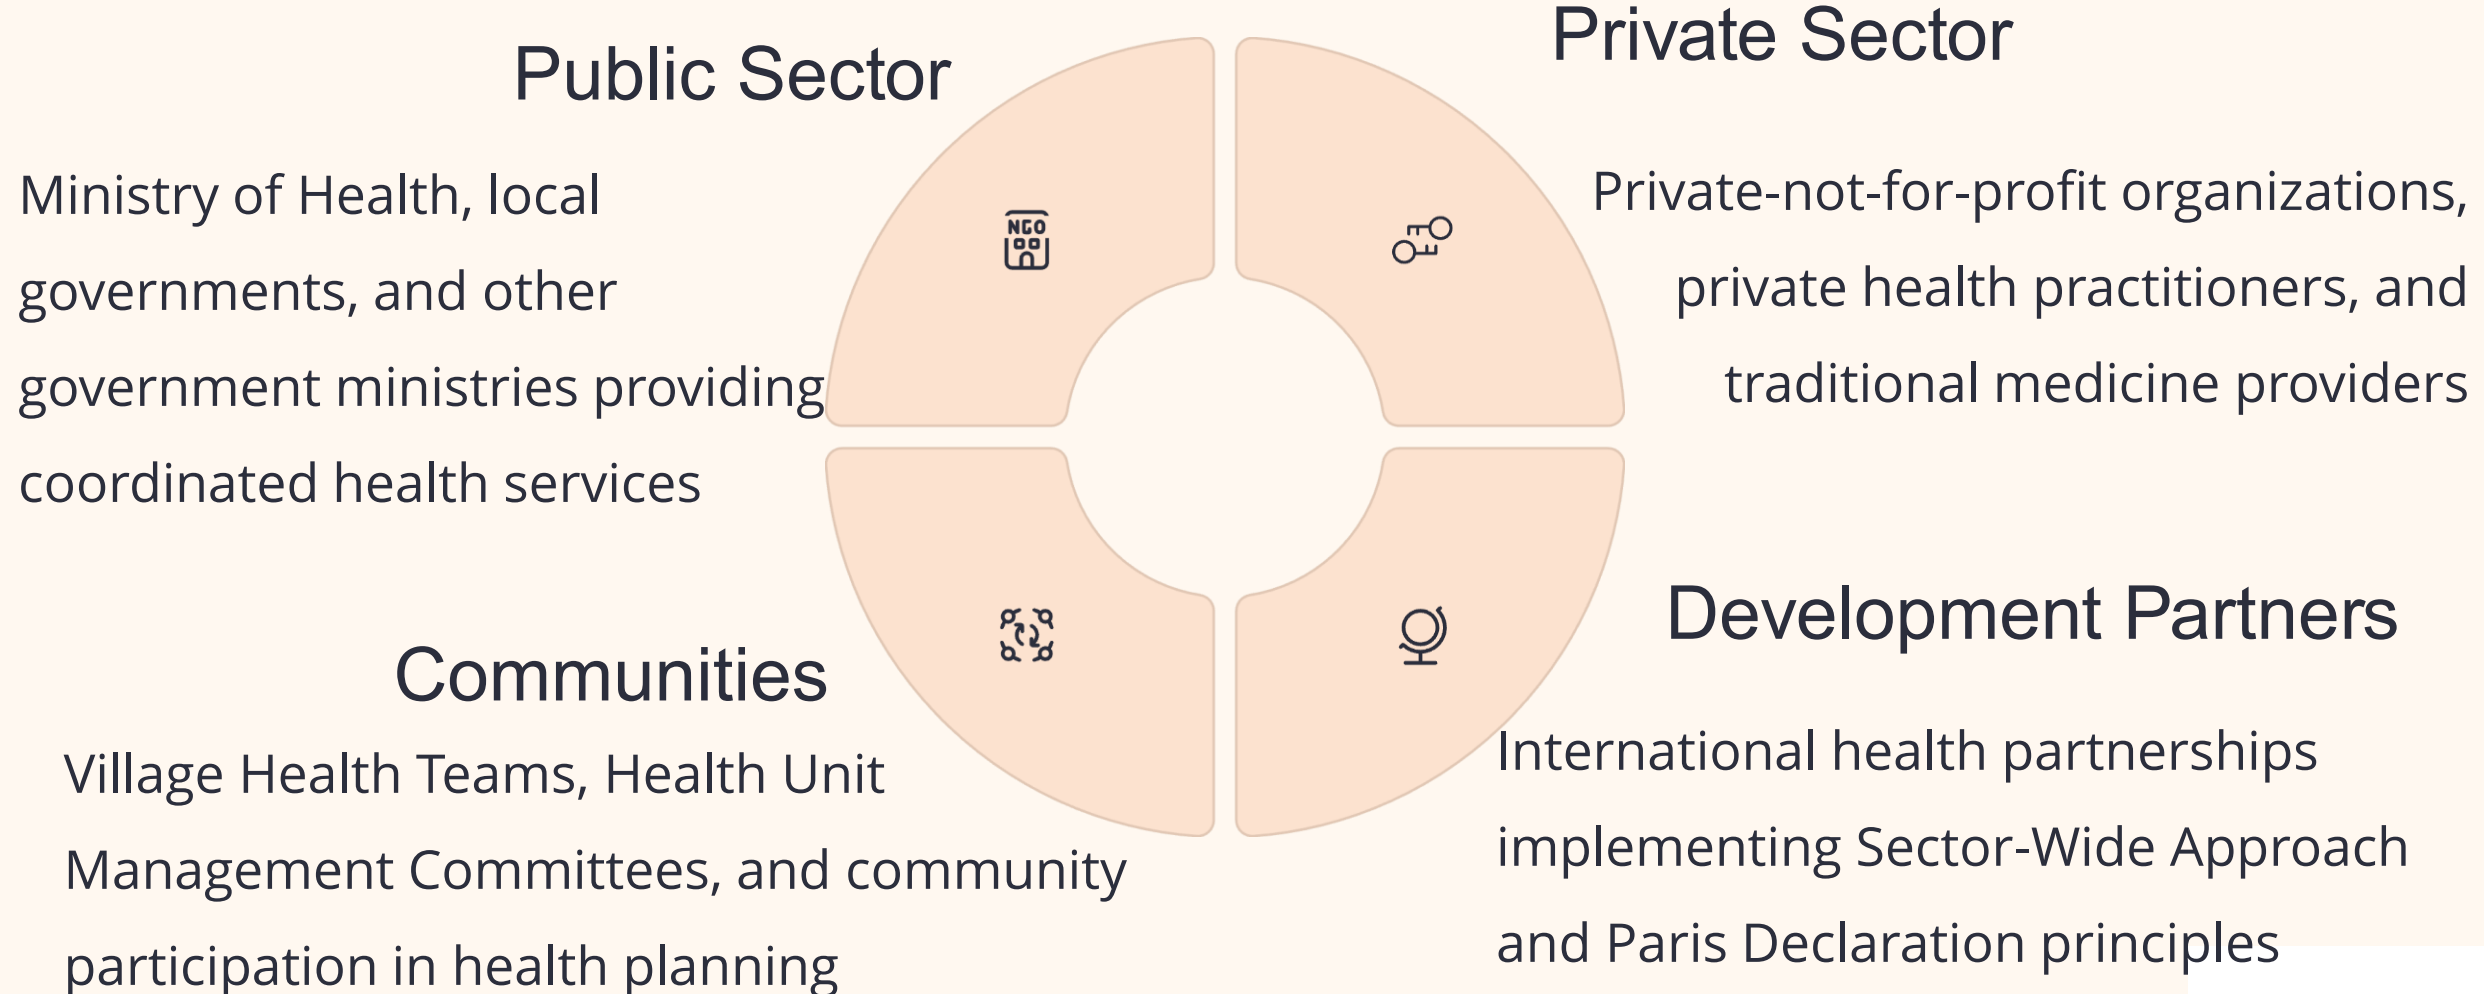 Public Sector
Ministry of Health, local
governments, and other
government ministries providing
coordinated health services
NGO
Private Sector
Private-not-for-profit organizations,
private health practitioners, and
traditional medicine providers
Communities
Village Health Teams, Health Unit
Management Committees, and community
participation in health planning
Development Partners
International health partnerships
implementing Sector-Wide Approach
and Paris Declaration principles